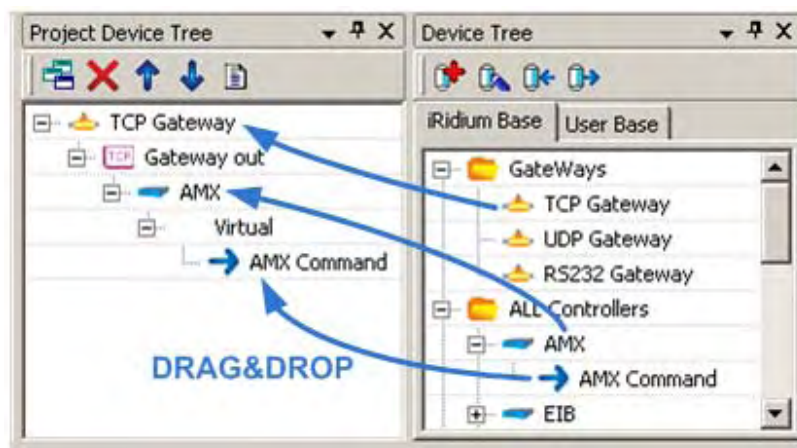 Project Device Tree
TCP Gateway
TCP Gateway out
AMX
Virtual
AMX Command
DRAG&DROP
Device Tree
iRidium Base User Base
GateWays
TCP Gateway
UDP Gateway
RS232 Gateway
ALL Controllers
AMX
AMX Command
EIB